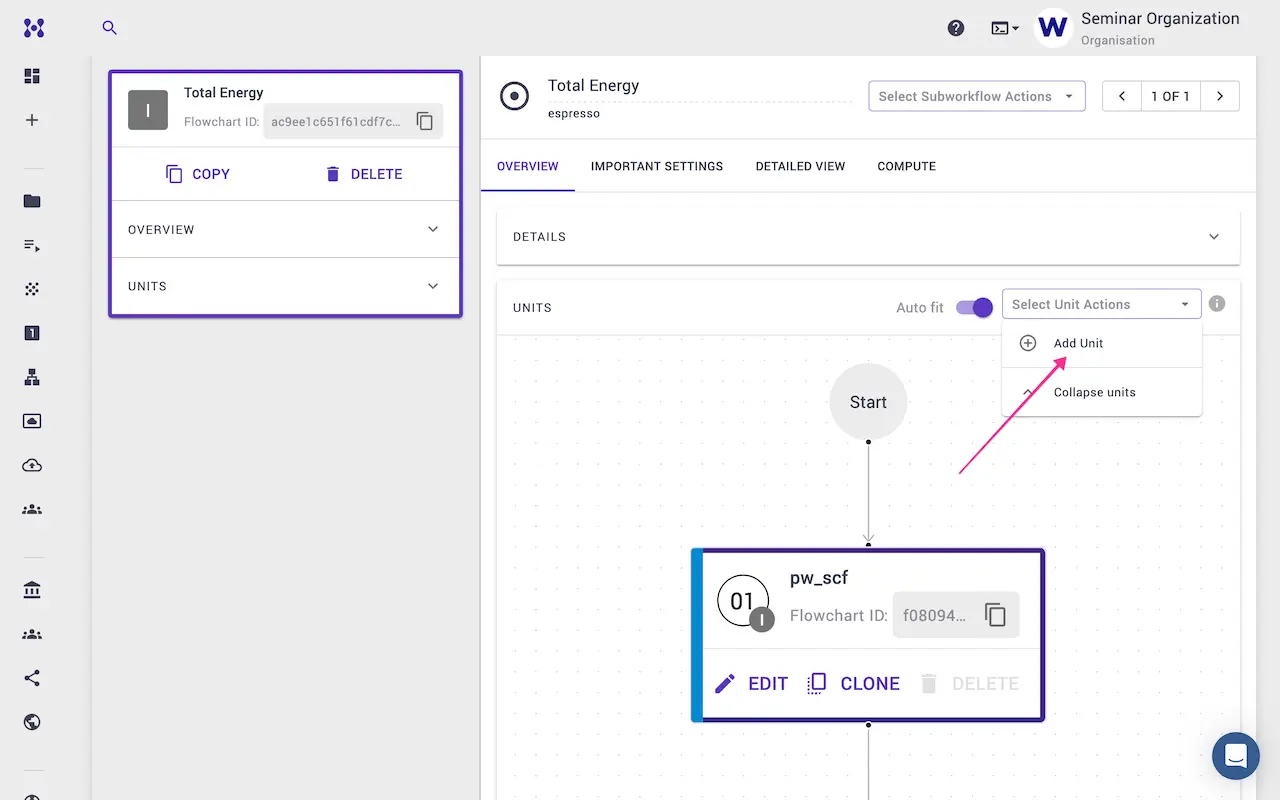 W
Seminar Organization
Organisation
1
I
Total Energy
Flowchart ID: ac9ee1c651f61cdf7c...
COPY
DELETE
OVERVIEW
UNITS
Total Energy
espresso
Select Subworkflow Actions
1 OF 1
OVERVIEW
IMPORTANT SETTINGS
DETAILED VIEW
COMPUTE
DETAILS
UNITS
Auto fit
Select Unit Actions
Add Unit
Collapse units
Start
01
I
pw_scf
Flowchart ID: f08094...
EDIT
CLONE
DELETE